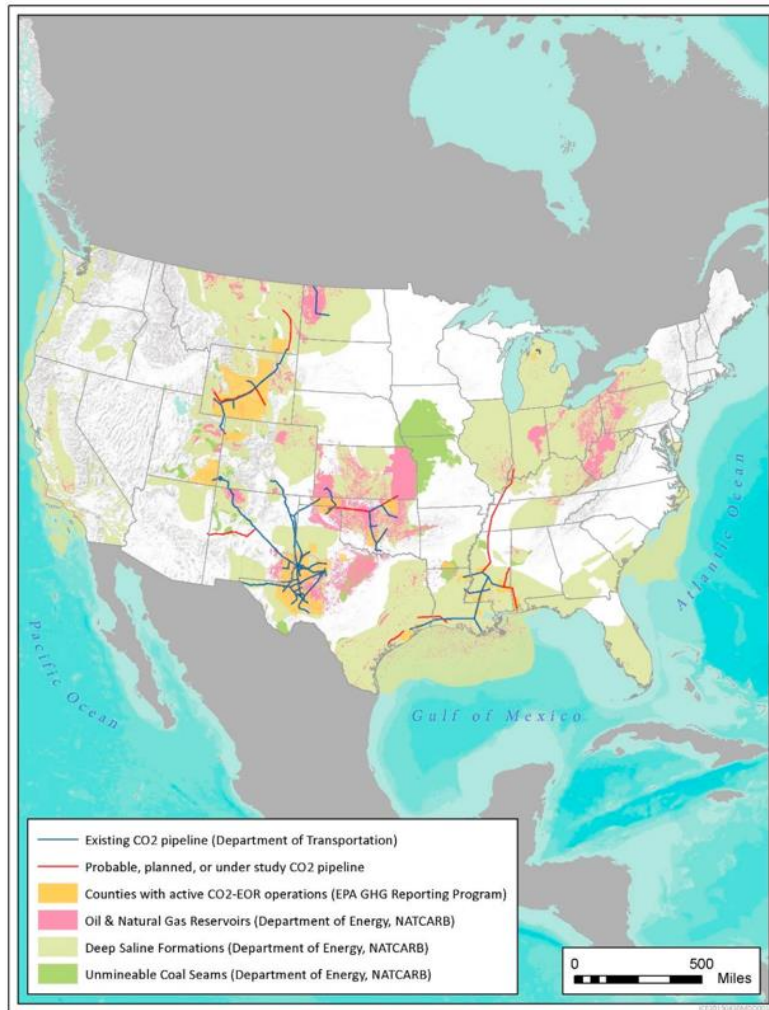 Atlantic Ocean
Pacific Ocean
Gulf of Mexico
Existing CO2 pipeline (Department of Transportation)
Probable, planned, or under study CO2 pipeline
Counties with active CO2-EOR operations (EPA GHG Reporting Program)
Oil & Natural Gas Reservoirs (Department of Energy, NATCARB)
Deep Saline Formations (Department of Energy, NATCARB)
Unmineable Coal Seams (Department of Energy, NATCARB)
0 500
Miles